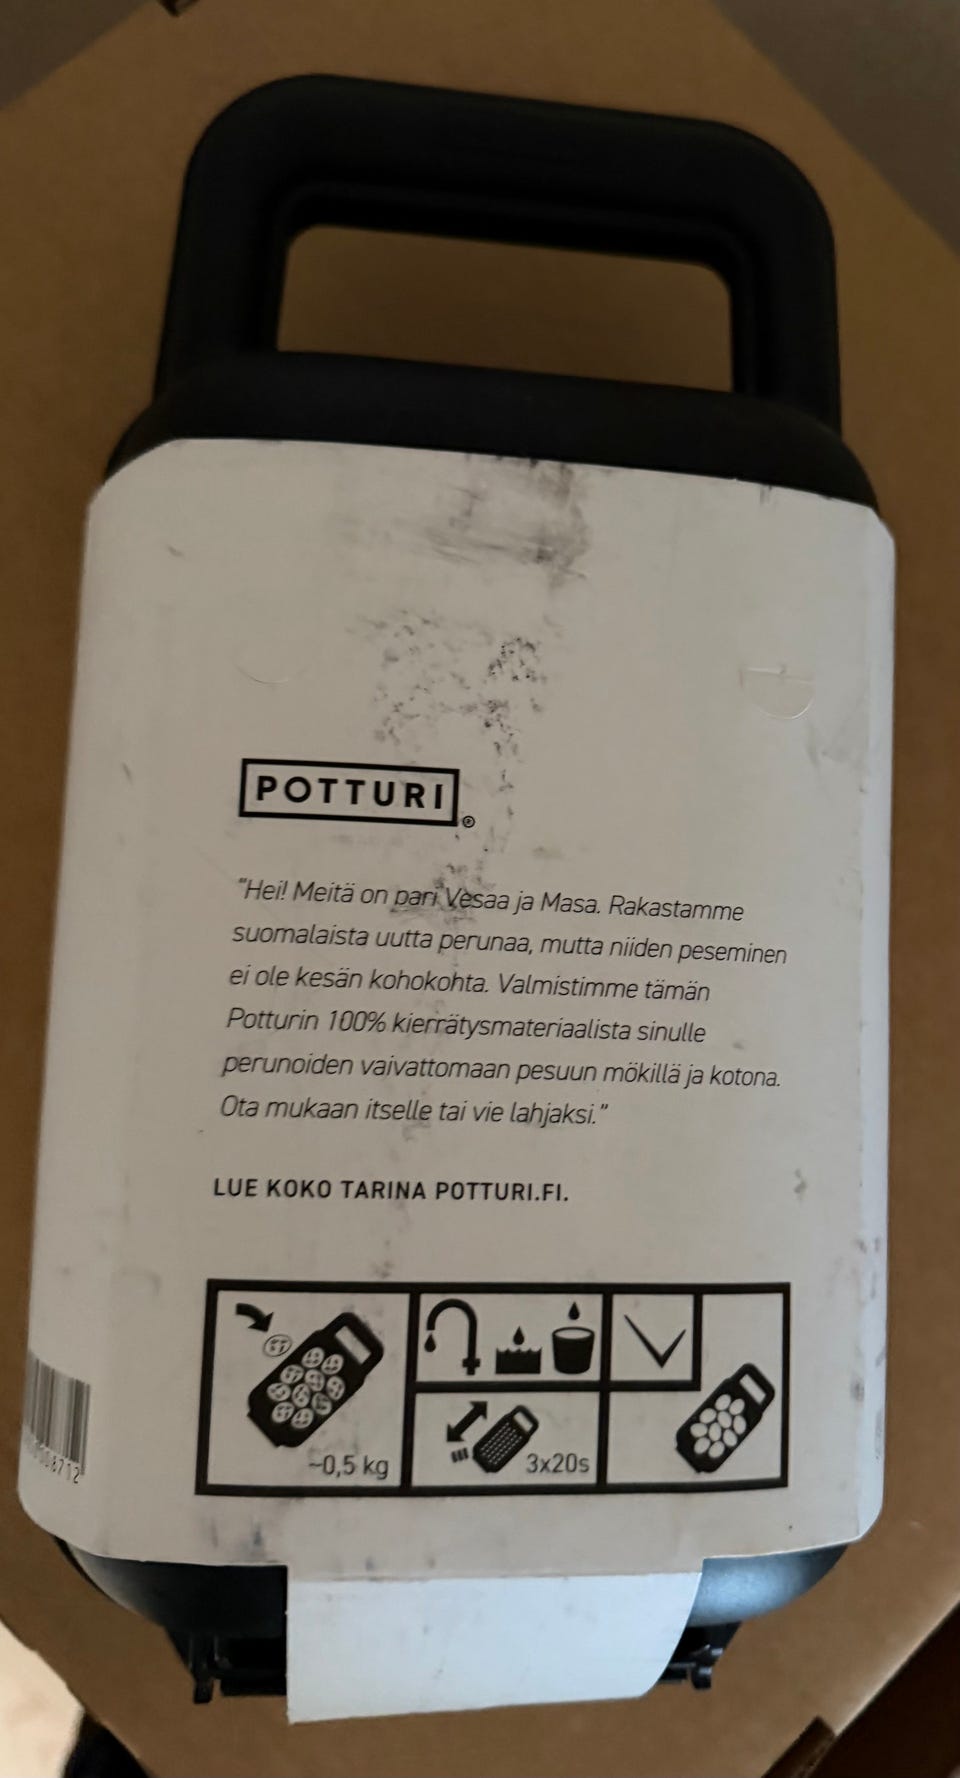 POTTURI®
"Hei! Meitä on pari Vesaa ja Masa. Rakastamme
suomalaista uutta perunaa, mutta niiden peseminen
ei ole kesän kohokohta. Valmistimme tämän
Potturin 100% kierrätysmateriaalista sinulle
perunoiden vaivattomaan pesuun mökillä ja kotona.
Ota mukaan itselle tai vie lahjaksi."
LUE KOKO TARINA POTTURI.FI.
~0,5 kg
3x20s